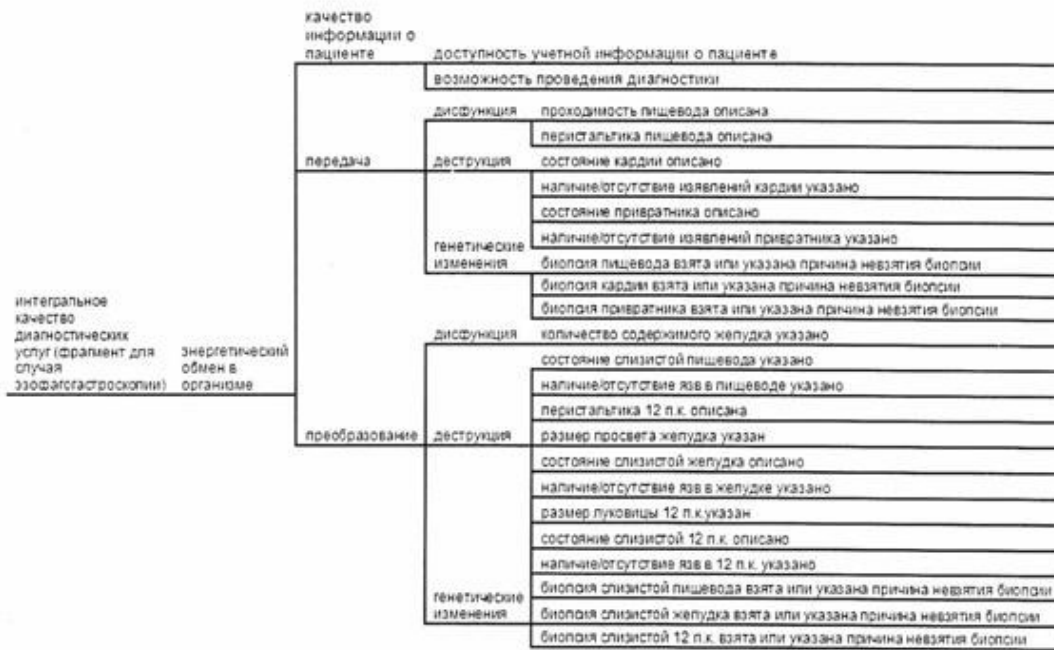 качество
информации о
пациенте
доступность учетной информации о пациенте
возможность проведения диагностики
дисфункция
проходимость пищевода описана
перистальтика пищевода описана
передача
деструкция
состояние кардии описано
наличие/отсутствие изявлений кардии указано
состояние привратника описано
наличие/отсутствие изявлений привратника указано
генетические
изменения
биопсия пищевода взята или указана причина невзятия биопсии
биопсия кардии взята или указана причина невзятия биопсии
биопсия привратника взята или указана причина невзятия биопсии
интегральное
качество
диагностических
услуг (фрагмент для
случая
эзофагогастроскопии)
энергетический
обмен в
организме
дисфункция
количество содержимого желудка указано
состояние слизистой пищевода указано
наличие/отсутствие язв в пищеводе указано
перистальтика 12 п.к. описана
преобразование
деструкция
размер просвета желудка указан
состояние слизистой желудка описано
наличие/отсутствие язв в желудке указано
размер луковицы 12 п.к.указан
состояние слизистой 12 п.к. описано
наличие/отсутствие язв в 12 п.к. указано
генетические
изменения
биопсия слизистой пищевода взята или указана причина невзятия биопсии
биопсия слизистой желудка взята или указана причина невзятия биопсии
биопсия слизистой 12 п.к. взята или указана причина невзятия биопсии